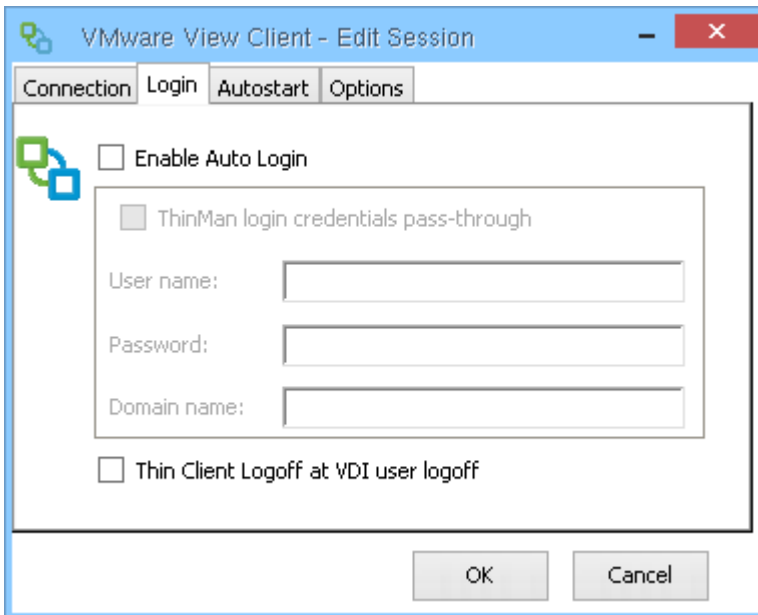 VMware View Client - Edit Session
Connection Login Autostart Options
Enable Auto Login
ThinMan login credentials pass-through
User name:
Password:
Domain name:
Thin Client Logoff at VDI user logoff
OK Cancel